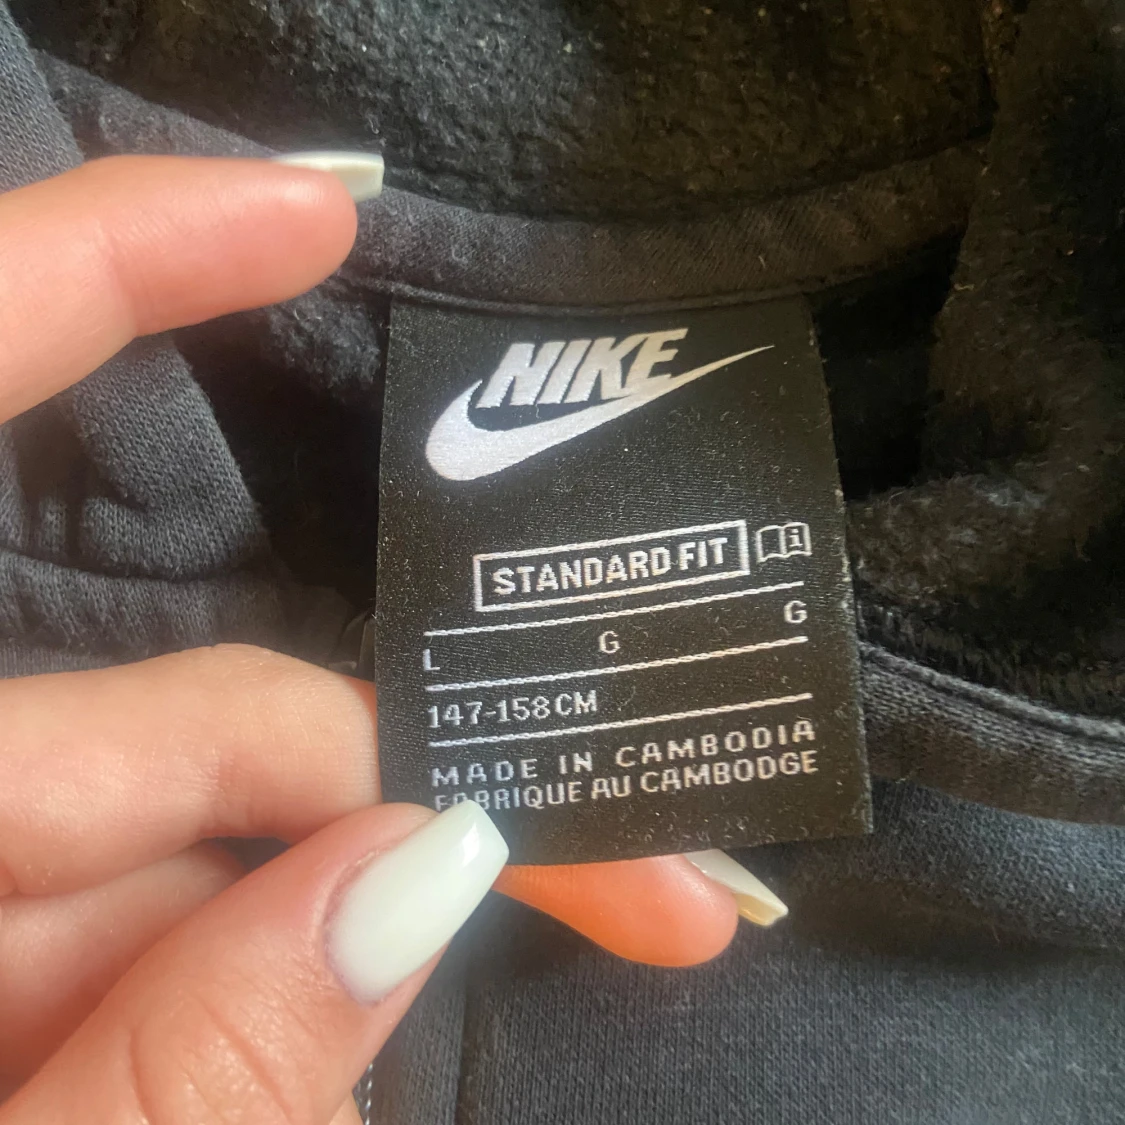 NIKE
STANDARD FIT i
L G G
147-158CM
MADE IN CAMBODIA
FABRIQUE AU CAMBODGE